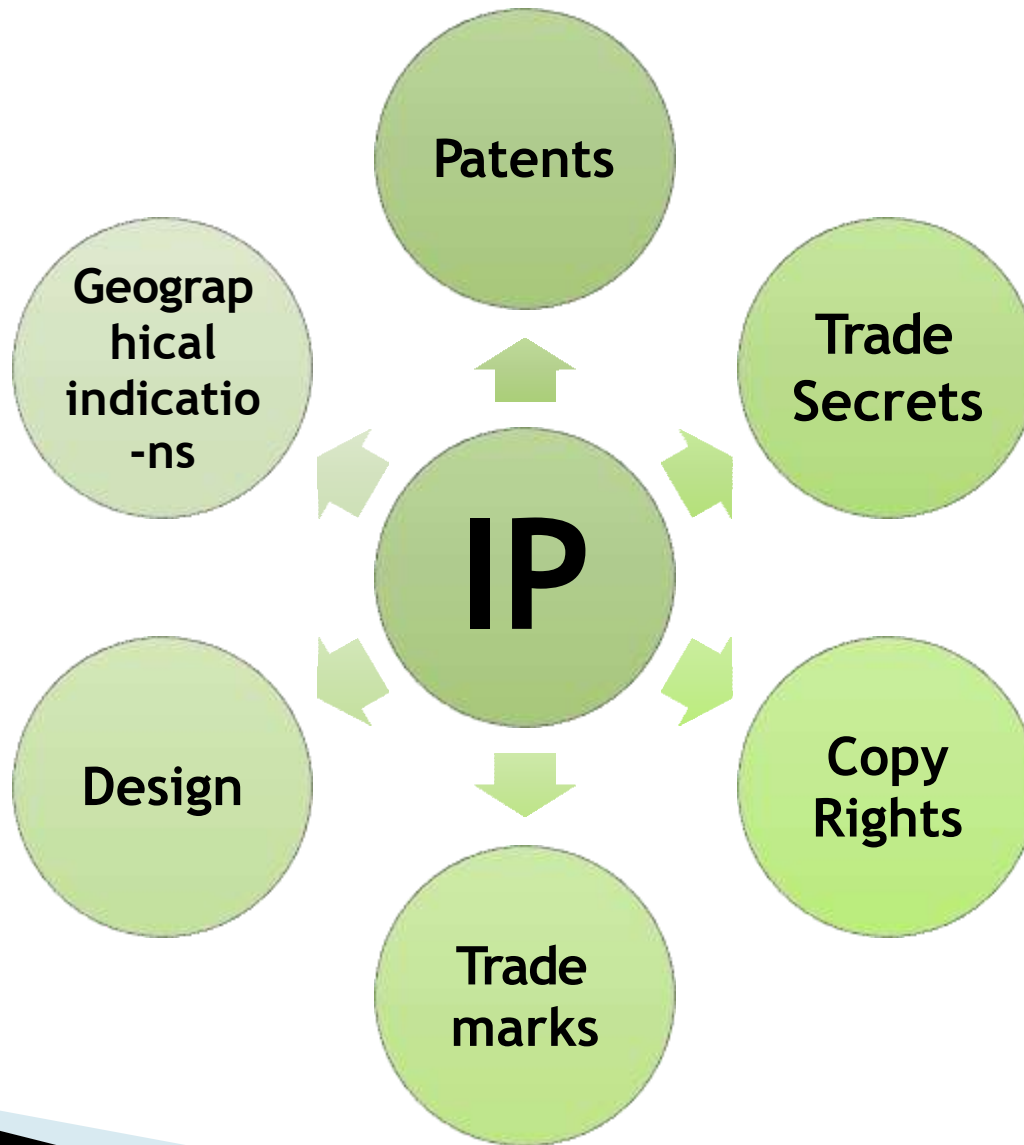 Patents
Trade
Secrets
Copy
Rights
Trade
marks
Design
Geograp
hical
indicatio
-ns
IP